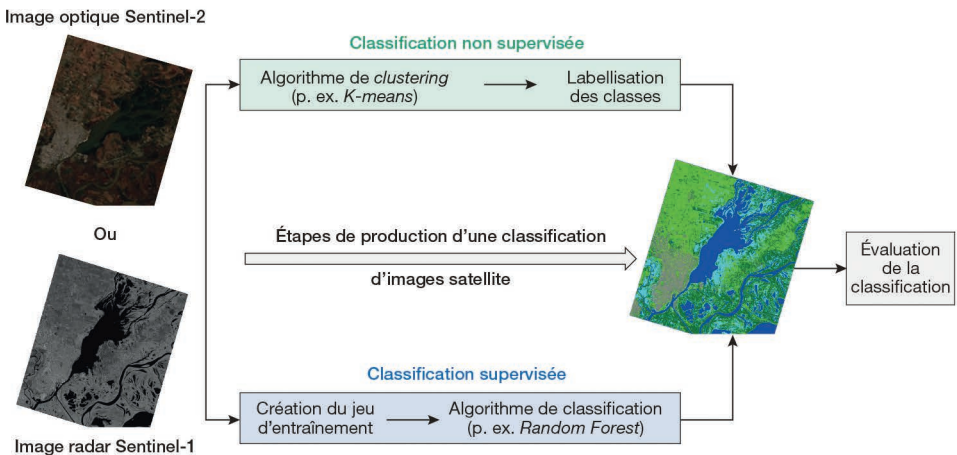 Image optique Sentinel-2
Ou
Image radar Sentinel-1
Classification non supervisée
Algorithme de clustering
(p. ex. K-means)
Labellisation
des classes
Étapes de production d'une classification
d'images satellite
Évaluation
de la
classification
Classification supervisée
Création du jeu
d'entraînement
Algorithme de classification
(p. ex. Random Forest)